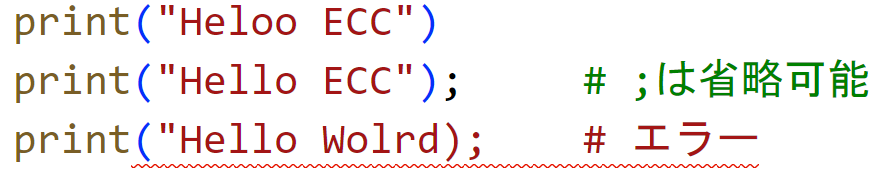 print("Heloo ECC")
print("Hello ECC");     # ;は省略可能
print("Hello Wolrd);    # エラー